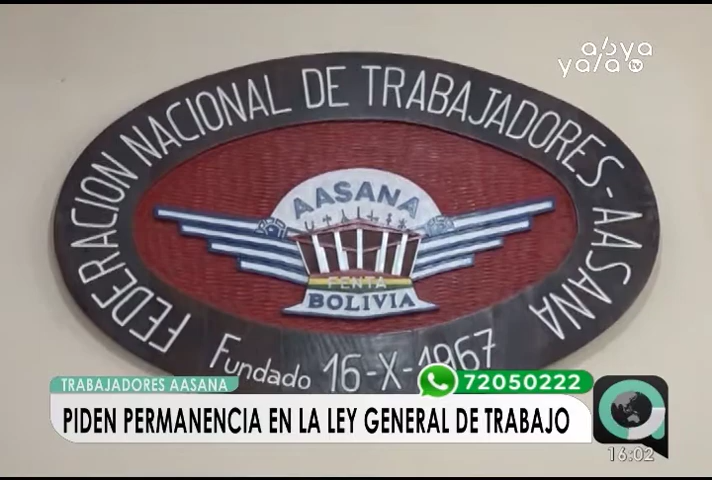 abya
yala tv
FEDERACION NACIONAL DE TRABAJADORES-AASANA
AASANA
FENTA
BOLIVIA
Fundado 16-X-1967
TRABAJADORES AASANA
72050222
PIDEN PERMANENCIA EN LA LEY GENERAL DE TRABAJO
16:02